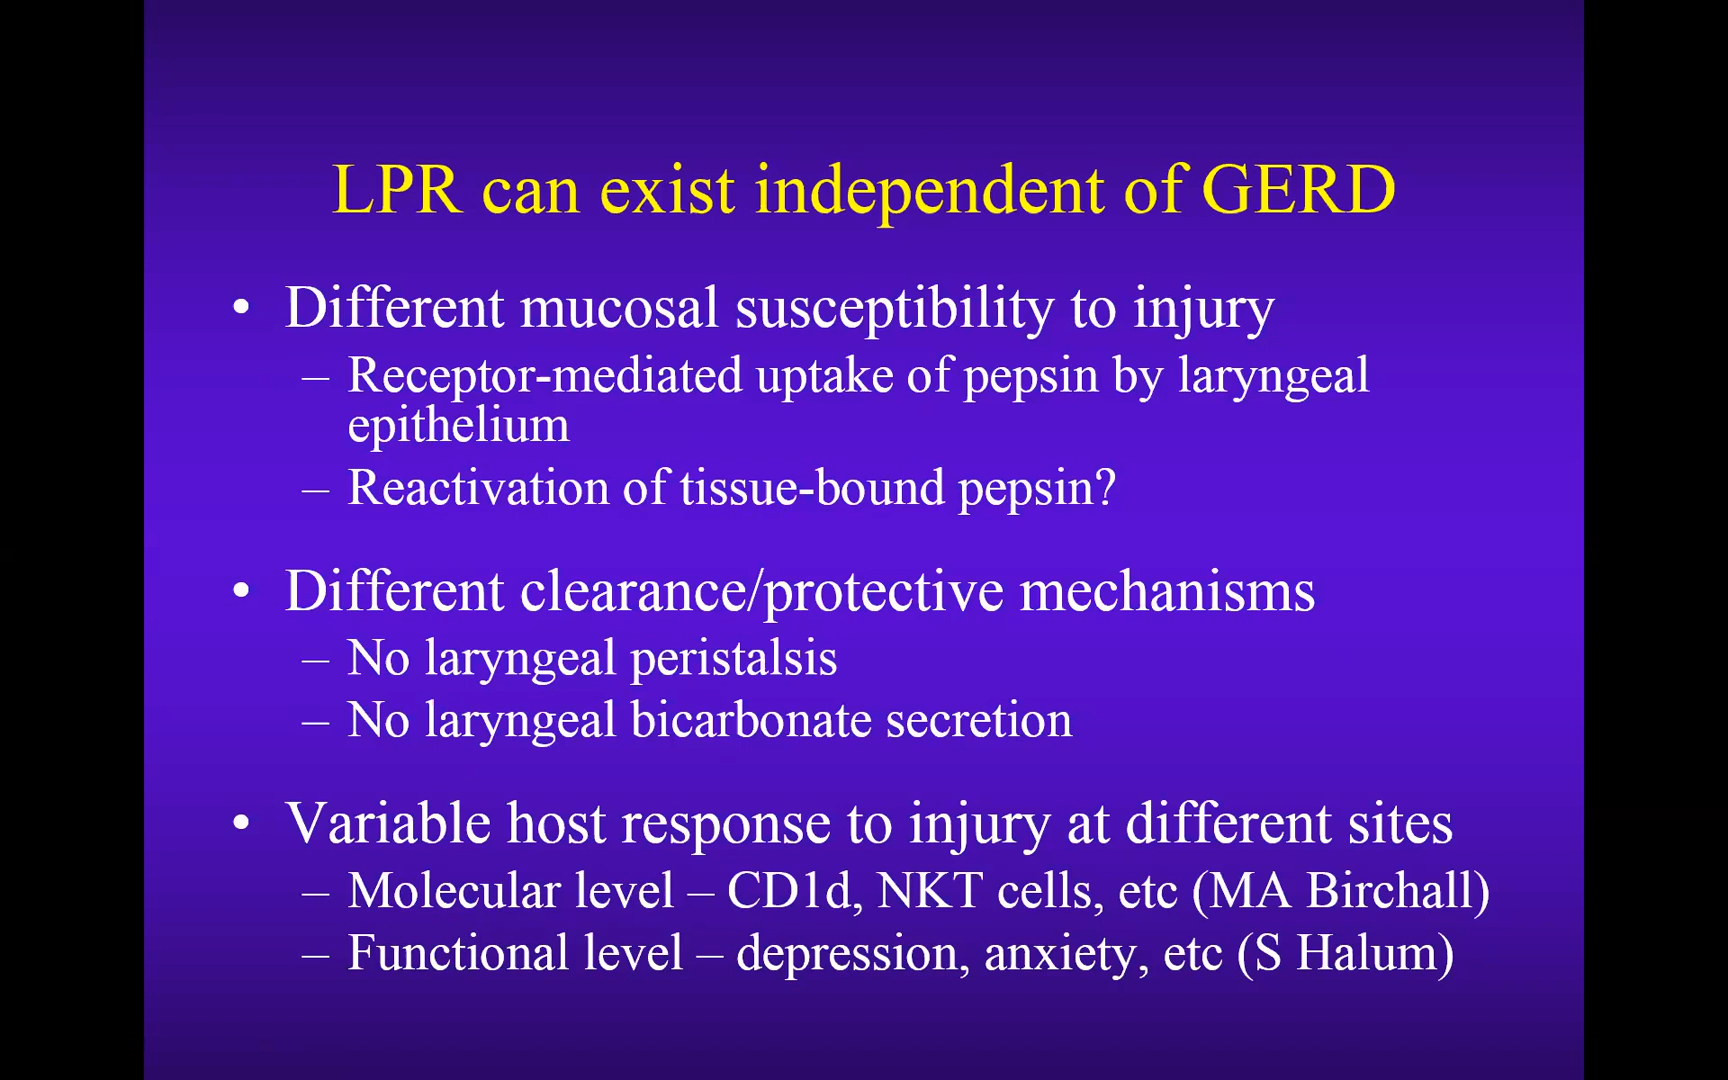 LPR can exist independent of GERD
• Different mucosal susceptibility to injury
– Receptor-mediated uptake of pepsin by laryngeal
epithelium
– Reactivation of tissue-bound pepsin?
• Different clearance/protective mechanisms
– No laryngeal peristalsis
– No laryngeal bicarbonate secretion
• Variable host response to injury at different sites
– Molecular level – CD1d, NKT cells, etc (MA Birchall)
– Functional level – depression, anxiety, etc (S Halum)